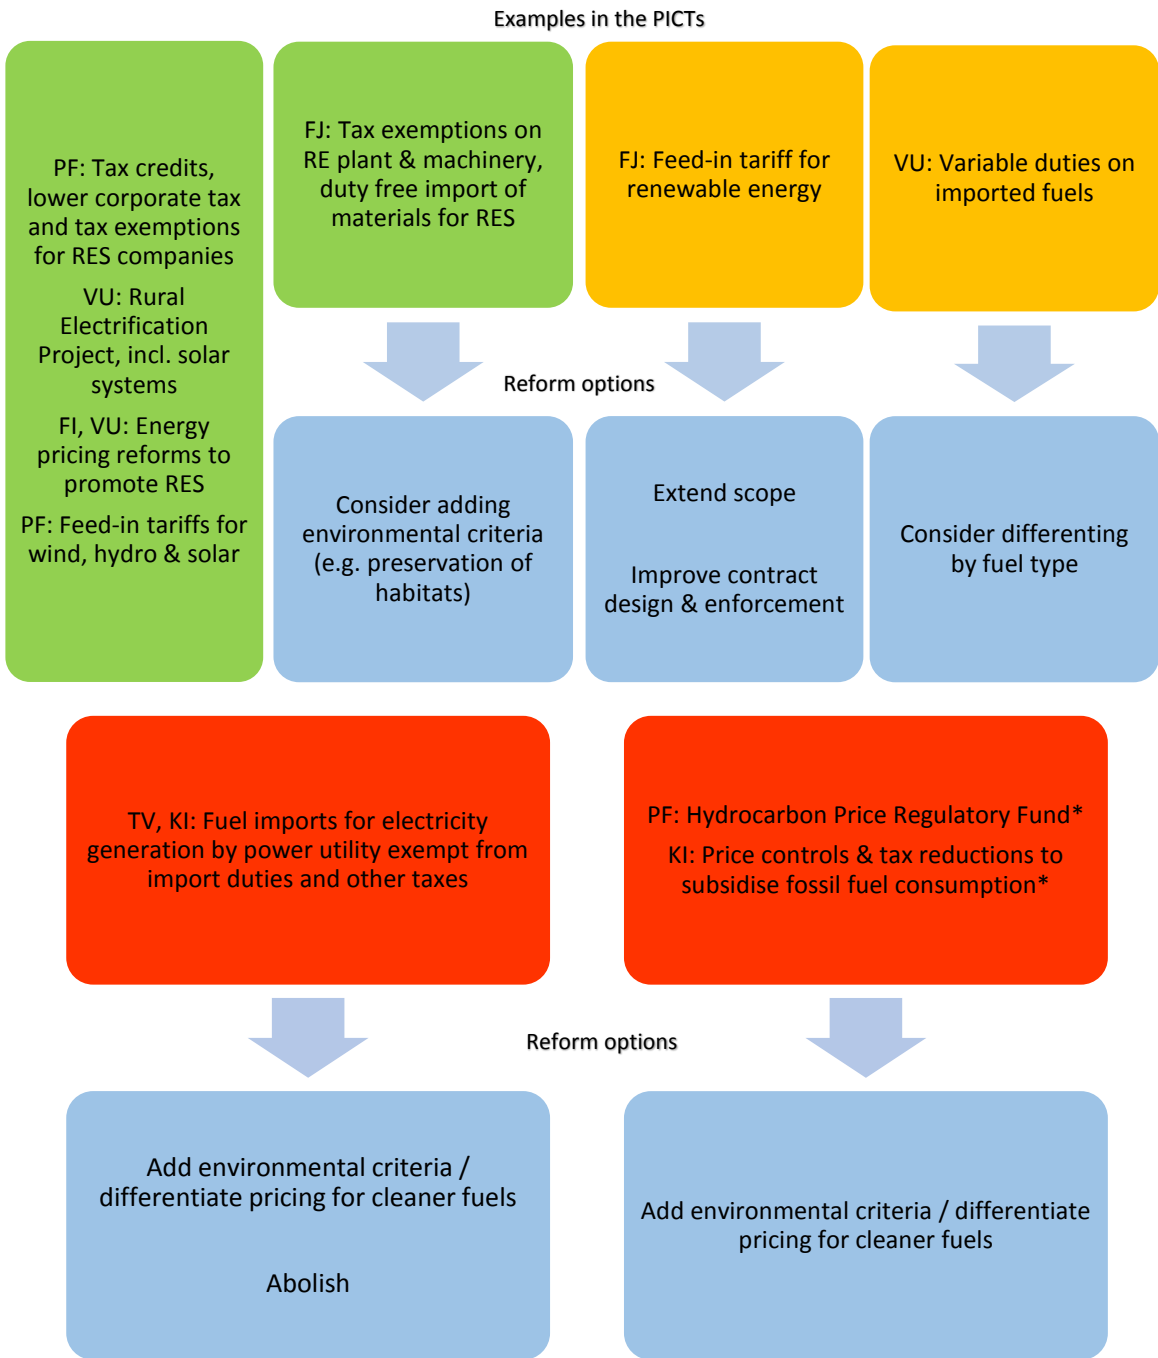 Examples in the PICTs
PF: Tax credits,
lower corporate tax
and tax exemptions
for RES companies
VU: Rural
Electrification
Project, incl. solar
systems
FI, VU: Energy
pricing reforms to
promote RES
PF: Feed-in tariffs for
wind, hydro & solar
FJ: Tax exemptions on
RE plant & machinery,
duty free import of
materials for RES
FJ: Feed-in tariff for
renewable energy
VU: Variable duties on
imported fuels
Reform options
Consider adding
environmental criteria
(e.g. preservation of
habitats)
Extend scope
Improve contract
design & enforcement
Consider differenting
by fuel type
TV, KI: Fuel imports for electricity
generation by power utility exempt from
import duties and other taxes
PF: Hydrocarbon Price Regulatory Fund*
KI: Price controls & tax reductions to
subsidise fossil fuel consumption*
Reform options
Add environmental criteria /
differentiate pricing for cleaner fuels
Abolish
Add environmental criteria / differentiate
pricing for cleaner fuels